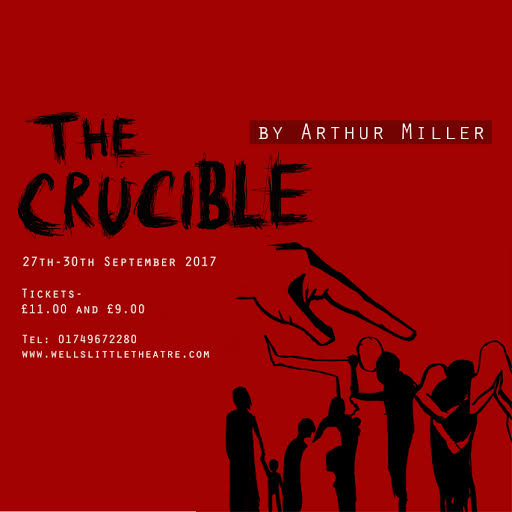 THE
CRUCIBLE
BY ARTHUR MILLER
27TH-30TH SEPTEMBER 2017
TICKETS-
£11.00 AND £9.00
TEL: 01749672280
WWW.WELLSLITTLETHEATRE.COM